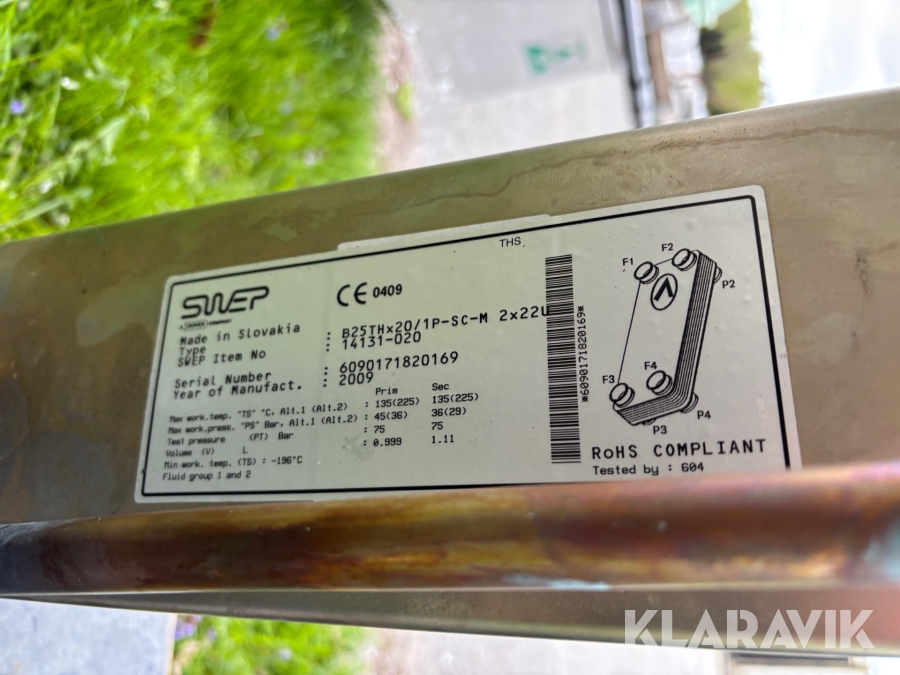 THS
SWEP
A DOVER COMPANY
CE 0409
Made in Slovakia
Type : B25THx20/1P-SC-M 2x22U
SWEP Item No : 14131-020
Serial Number : 6090171820169
Year of Manufact. : 2009
Prim Sec
Max work.temp. "TS" °C, Alt.1 (Alt.2) : 135(225) 135(225)
Max work.press. "PS" Bar, Alt.1 (Alt.2) : 45(36) 36(29)
Test pressure (PT) Bar : 75 75
Volume (V) L : 0.999 1.11
Min work. temp. (TS) : -196°C
Fluid group 1 and 2
*6090171820169*
F1 F2 P2
F3 F4 P3 P4
RoHS COMPLIANT
Tested by : 604
KLARAVIK